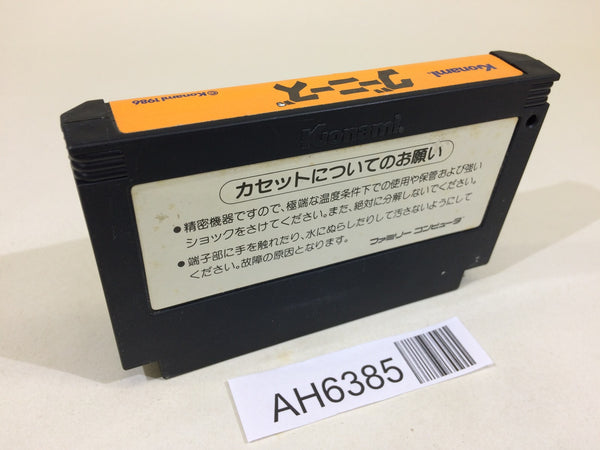 Konami
グーニーズ
©Konami 1986
Konami
カセットについてのお願い
●精密機器ですので、極端な温度条件下での使用や保管および強い
ショックをさけてください。また、絶対に分解しないでください。
●端子部に手を触れたり、水にぬらしたりして汚さないようにして
ください。故障の原因となります。
ファミリーコンピュータ
AH6385